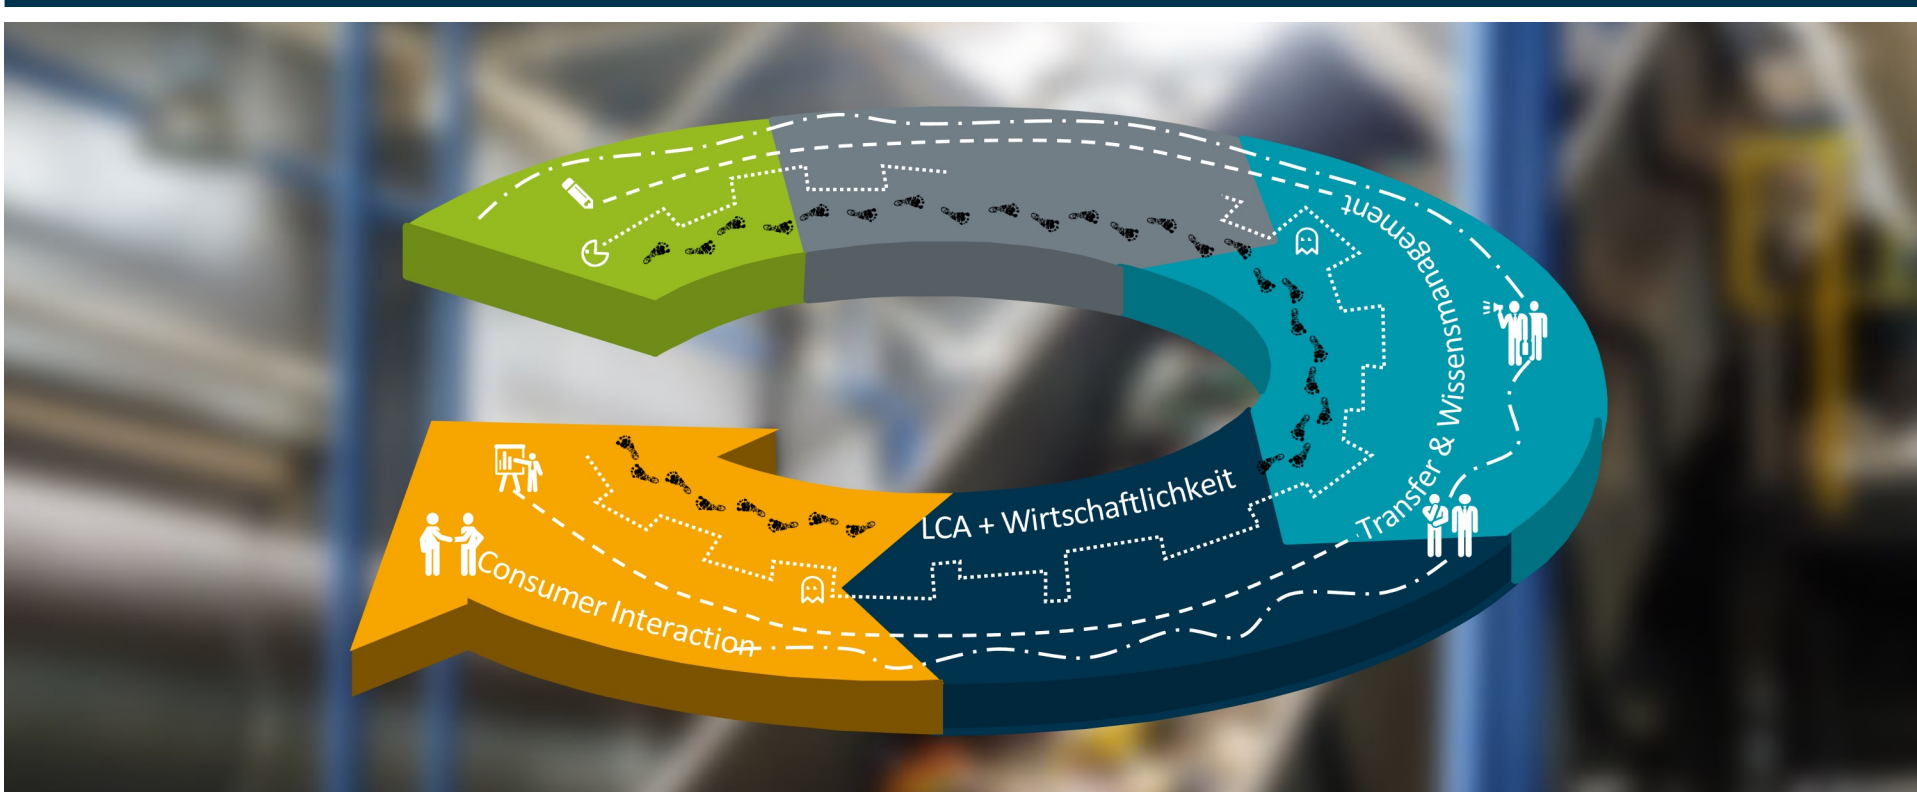 Transfer & Wissensmanagement
LCA + Wirtschaftlichkeit
Consumer Interaction